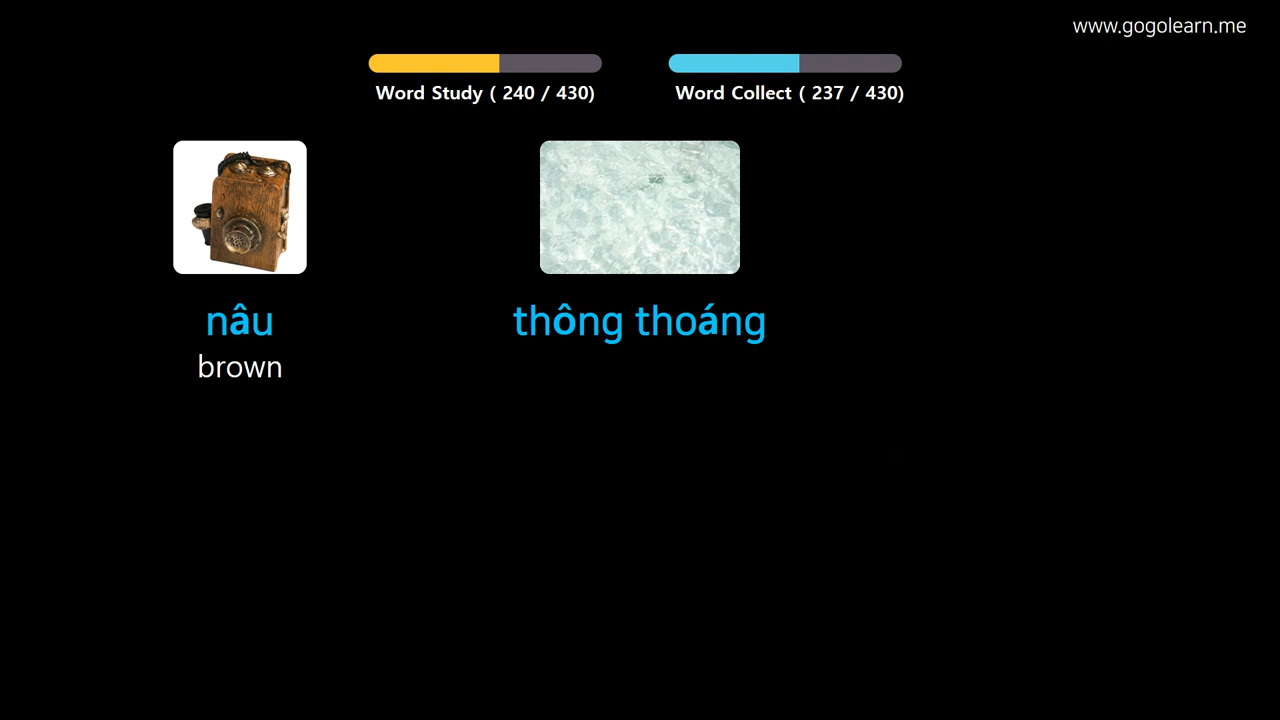 www.gogolearn.me
Word Study ( 240 / 430)
Word Collect ( 237 / 430)
nâu
thông thoáng
brown